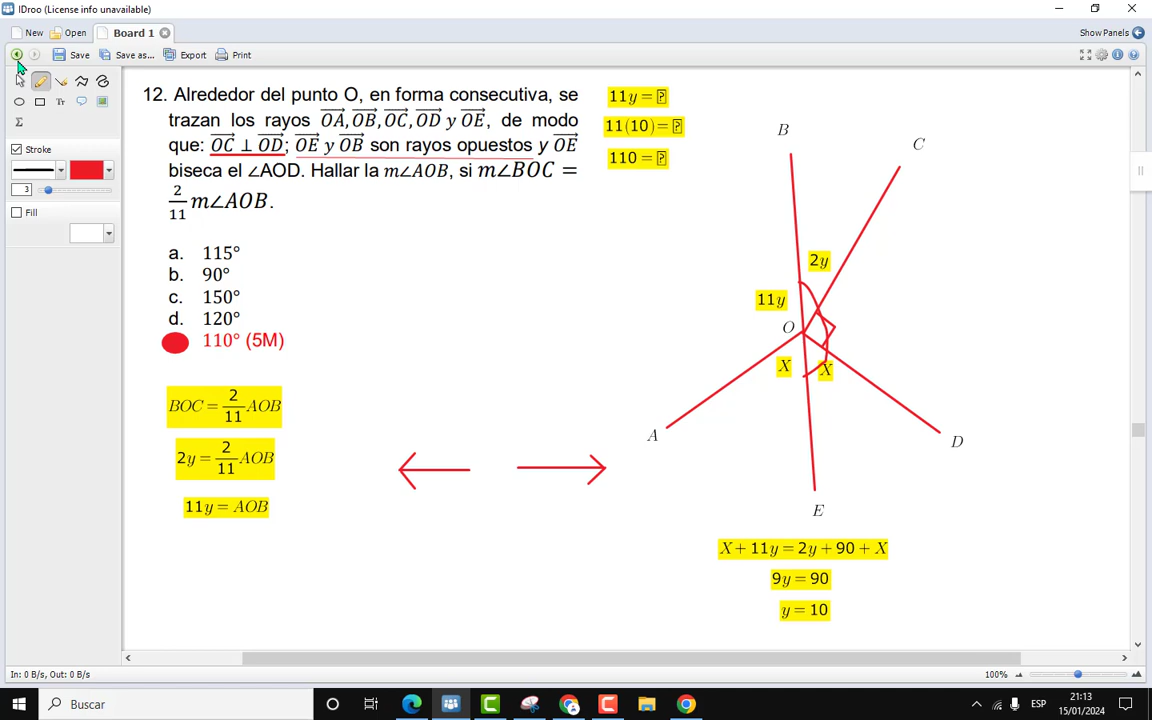 IDroo (License info unavailable)
New Open Board 1 Show Panels
Save Save as... Export Print
Stroke
3
Fill
12. Alrededor del punto O, en forma consecutiva, se
trazan los rayos OA, OB, OC, OD y OE, de modo
que: OC ⊥ OD; OE y OB son rayos opuestos y OE
biseca el ∠AOD. Hallar la m∠AOB, si m∠BOC =
2/11 m∠AOB.
a. 115°
b. 90°
c. 150°
d. 120°
110° (5M)
BOC = 2/11 AOB
2y = 2/11 AOB
11y = AOB
11y = ?
11(10) = ?
110 = ?
B
C
2y
11y
O
X X
A
D
E
X + 11y = 2y + 90 + X
9y = 90
y = 10
In: 0 B/s, Out: 0 B/s 100%
Buscar
ESP
21:13
15/01/2024